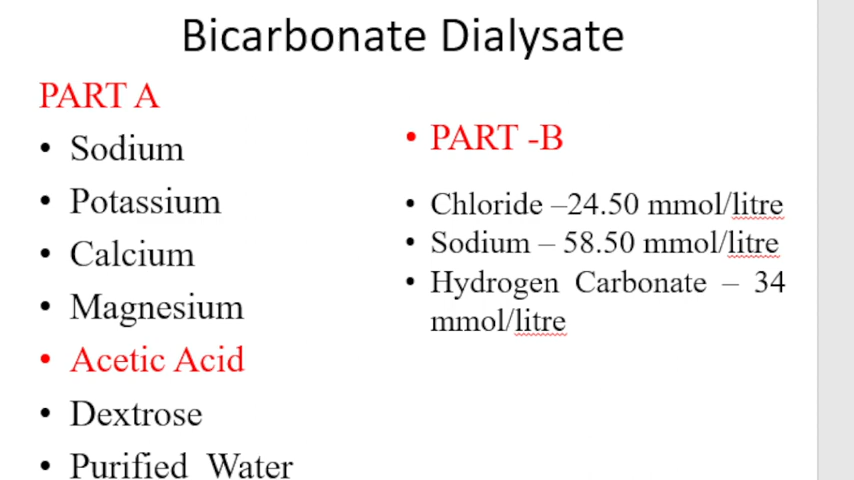 Bicarbonate Dialysate
PART A
• Sodium
• Potassium
• Calcium
• Magnesium
• Acetic Acid
• Dextrose
• Purified Water
• PART -B
• Chloride –24.50 mmol/litre
• Sodium – 58.50 mmol/litre
• Hydrogen Carbonate – 34
mmol/litre